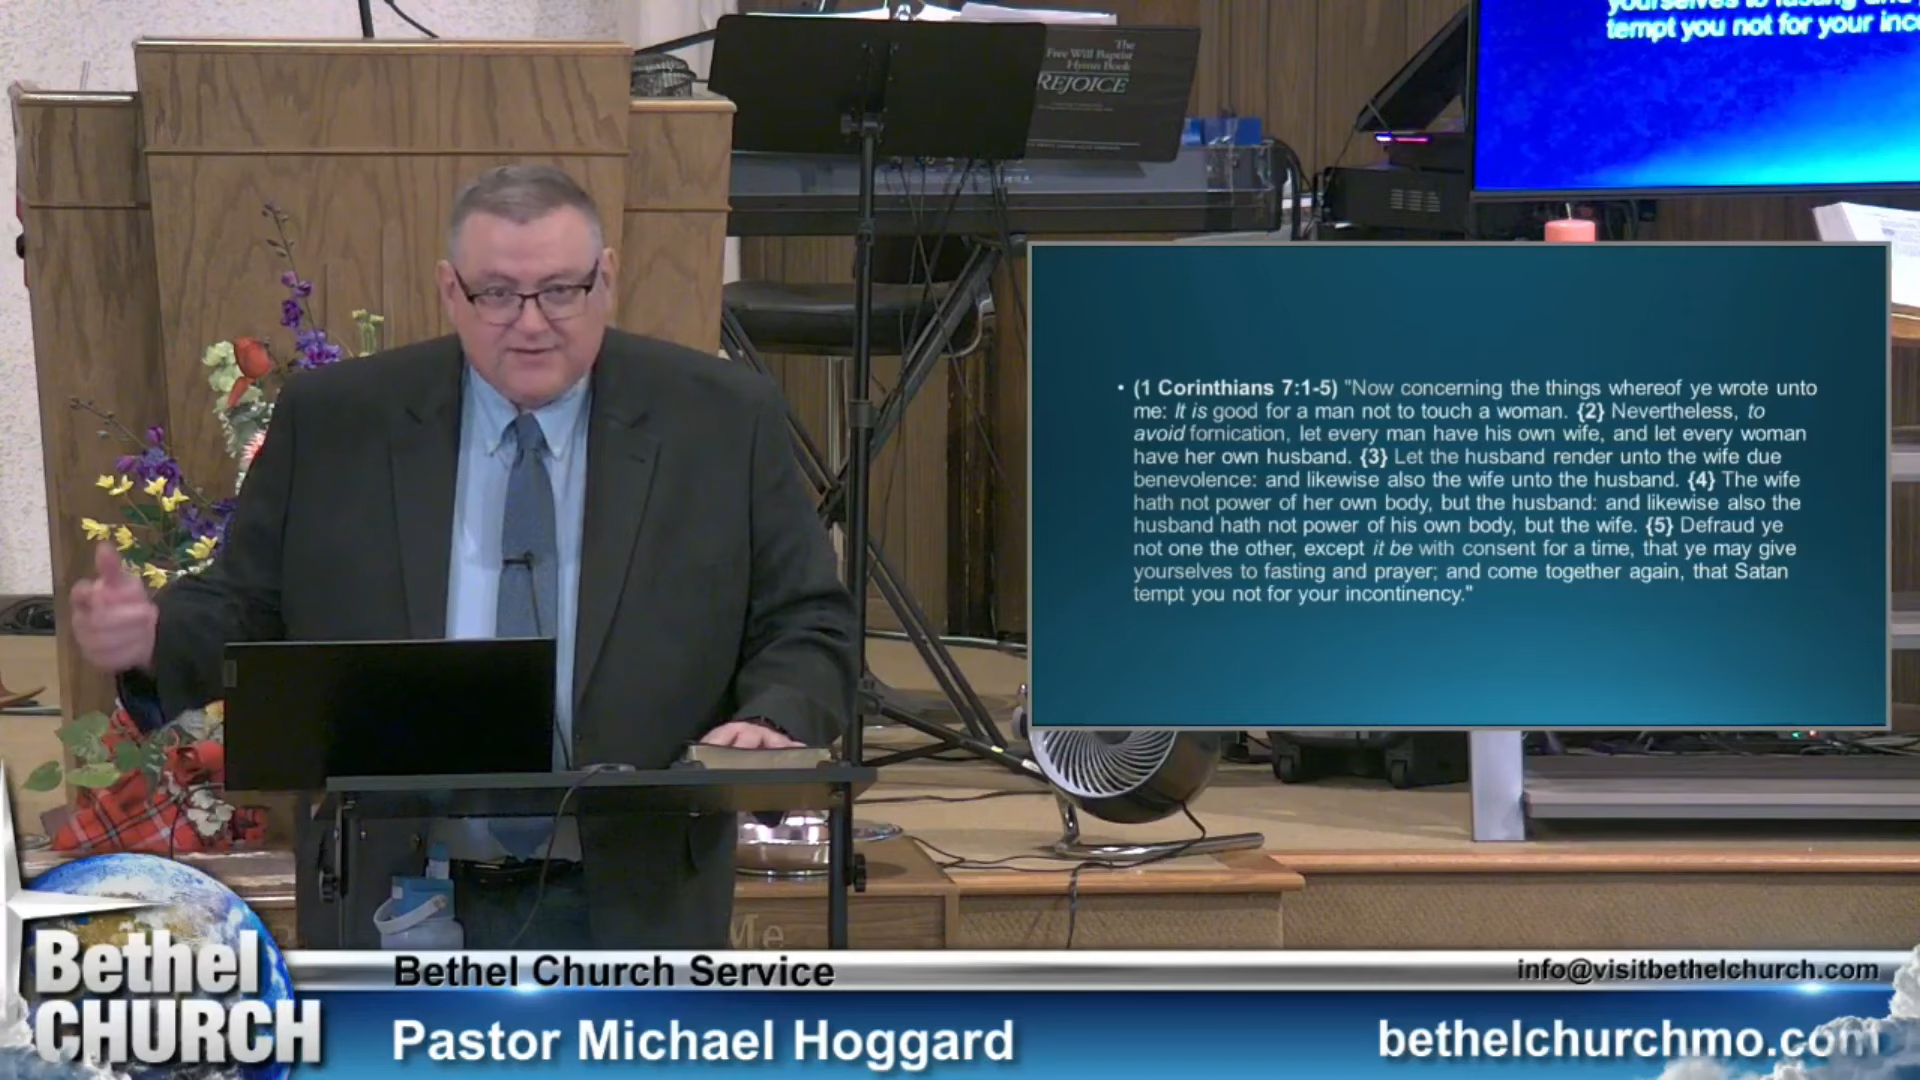 yourselves to fasting and
tempt you not for your inc
The
Free Will Baptist
Hymn Book
REJOICE
• (1 Corinthians 7:1-5) "Now concerning the things whereof ye wrote unto
me: It is good for a man not to touch a woman. {2} Nevertheless, to
avoid fornication, let every man have his own wife, and let every woman
have her own husband. {3} Let the husband render unto the wife due
benevolence: and likewise also the wife unto the husband. {4} The wife
hath not power of her own body, but the husband: and likewise also the
husband hath not power of his own body, but the wife. {5} Defraud ye
not one the other, except it be with consent for a time, that ye may give
yourselves to fasting and prayer; and come together again, that Satan
tempt you not for your incontinency."
Me
Bethel
CHURCH
Bethel Church Service
info@visitbethelchurch.com
Pastor Michael Hoggard
bethelchurchmo.com